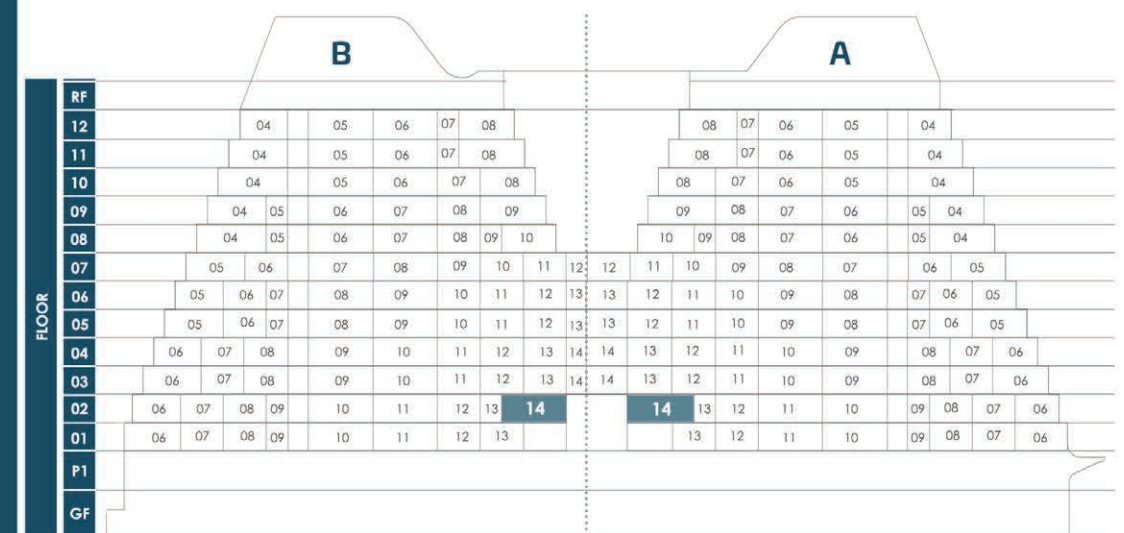 B A
RF
12 04 05 06 07 08 08 07 06 05 04
11 04 05 06 07 08 08 07 06 05 04
10 04 05 06 07 08 08 07 06 05 04
09 04 05 06 07 08 09 09 08 07 06 05 04
08 04 05 06 07 08 09 10 10 09 08 07 06 05 04
07 05 06 07 08 09 10 11 12 12 11 10 09 08 07 06 05
06 05 06 07 08 09 10 11 12 13 13 12 11 10 09 08 07 06 05
05 05 06 07 08 09 10 11 12 13 13 12 11 10 09 08 07 06 05
04 06 07 08 09 10 11 12 13 14 14 13 12 11 10 09 08 07 06
03 06 07 08 09 10 11 12 13 14 14 13 12 11 10 09 08 07 06
02 06 07 08 09 10 11 12 13 14 14 13 12 11 10 09 08 07 06
01 06 07 08 09 10 11 12 13 13 12 11 10 09 08 07 06
P1
GF
FLOOR